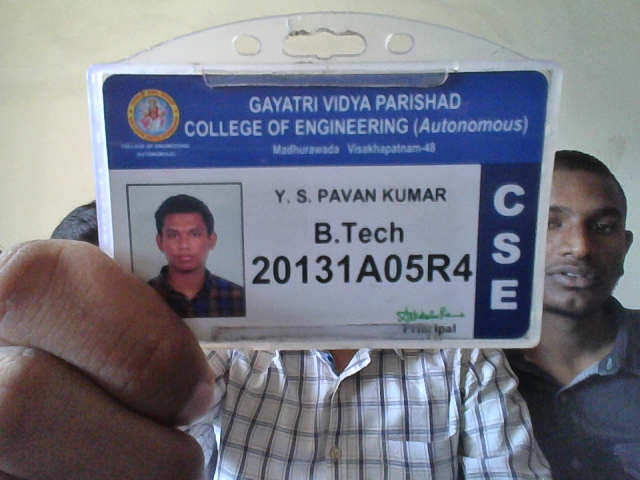 GAYATRI VIDYA PARISHAD
COLLEGE OF ENGINEERING (Autonomous)
Madhurawada Visakhapatnam-48
COLLEGE OF ENGINEERING
(AUTONOMOUS)
Y. S. PAVAN KUMAR
B.Tech
20131A05R4
Principal
CSE